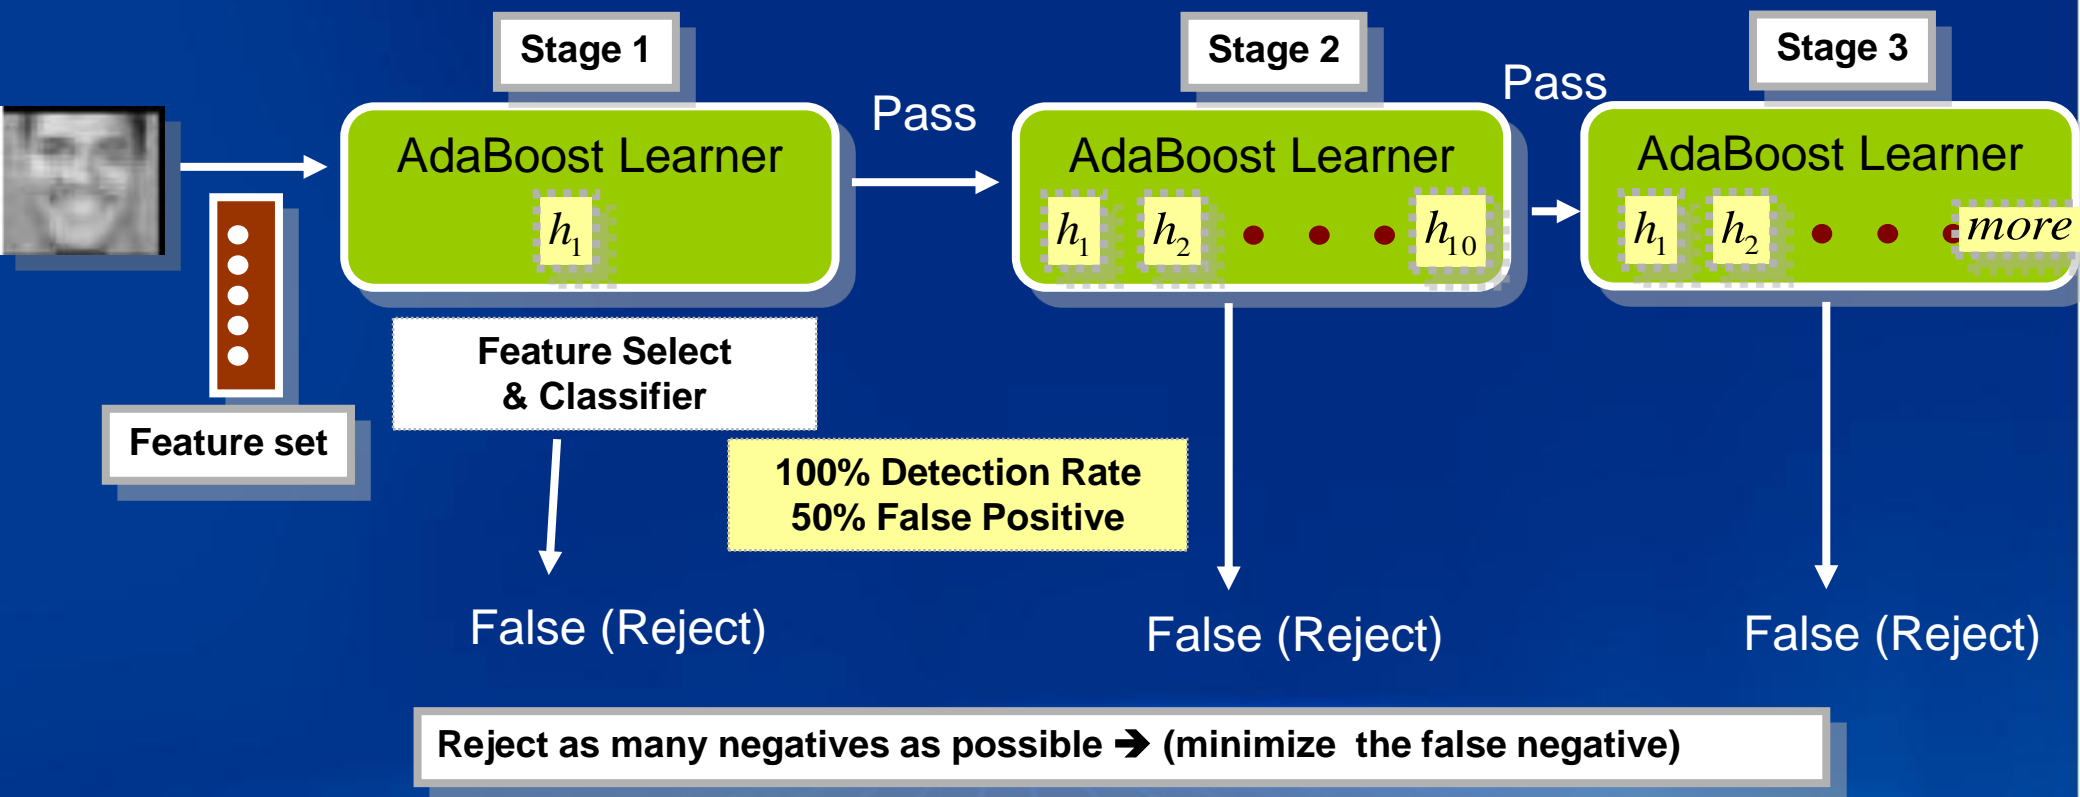 Stage 1
Stage 2
Stage 3
Pass
Pass
AdaBoost Learner
h1
AdaBoost Learner
h1 h2 • • • h10
AdaBoost Learner
h1 h2 • • • more
Feature set
Feature Select
& Classifier
100% Detection Rate
50% False Positive
False (Reject)
False (Reject)
False (Reject)
Reject as many negatives as possible ➔ (minimize the false negative)